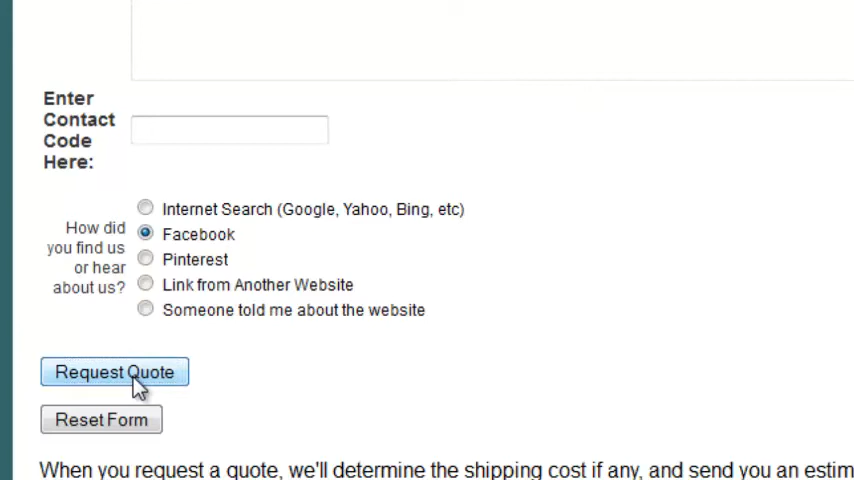 Enter
Contact
Code
Here:
Internet Search (Google, Yahoo, Bing, etc)
How did
you find us
or hear
about us?
Facebook
Pinterest
Link from Another Website
Someone told me about the website
Request Quote
Reset Form
When you request a quote, we'll determine the shipping cost if any, and send you an estim